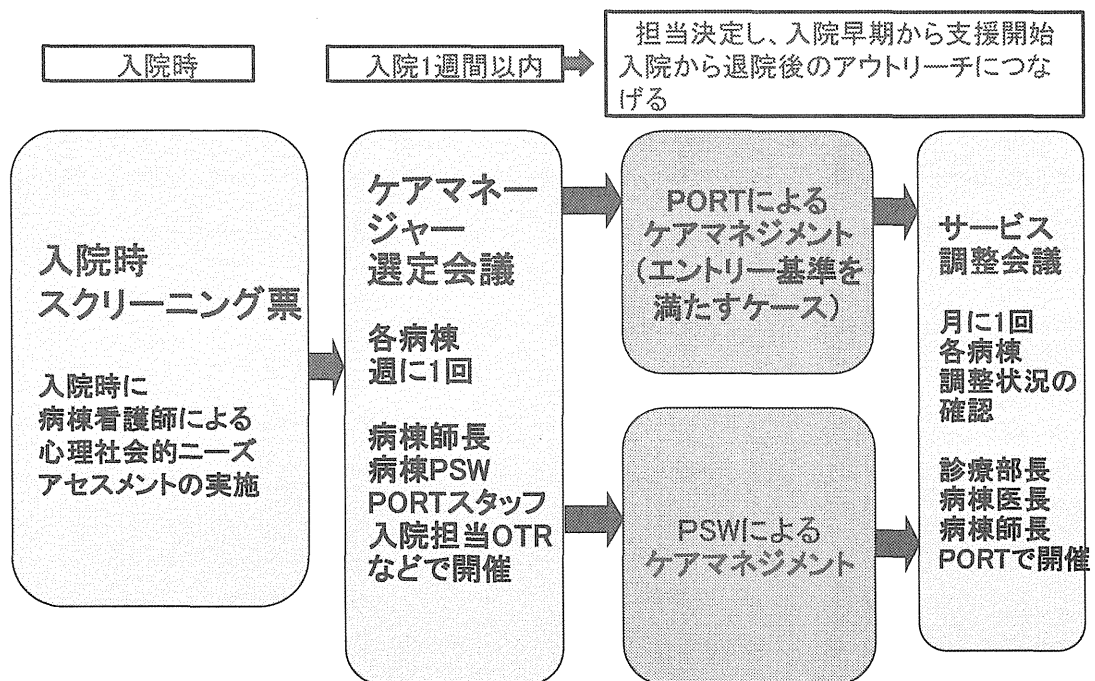 入院時
入院1週間以内
担当決定し、入院早期から支援開始
入院から退院後のアウトリーチにつな
げる
入院時
スクリーニング票
入院時に
病棟看護師による
心理社会的ニーズ
アセスメントの実施
ケアマネー
ジャー
選定会議
各病棟
週に1回
病棟師長
病棟PSW
PORTスタッフ
入院担当OTR
などで開催
PORTによる
ケアマネジメント
(エントリー基準を
満たすケース)
PSWによる
ケアマネジメント
サービス
調整会議
月に1回
各病棟
調整状況の
確認
診療部長
病棟医長
病棟師長
PORTで開催